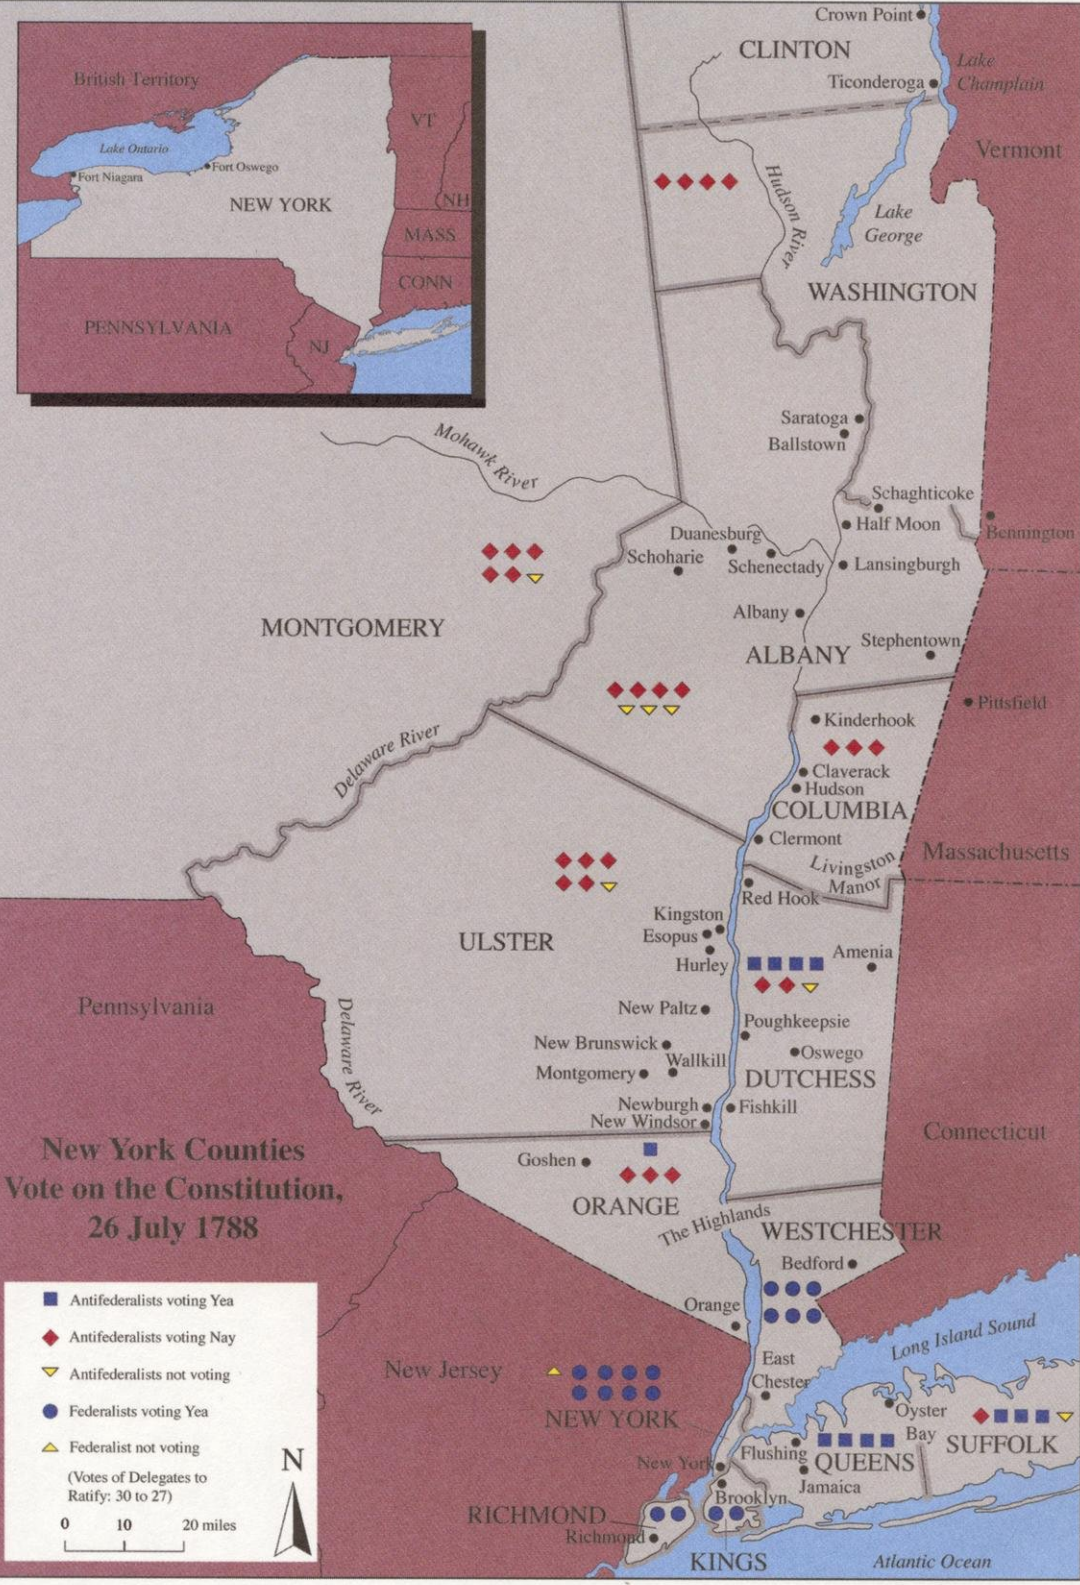 British Territory
VT
Lake Ontario
Fort Oswego
Fort Niagara
NEW YORK
NH
MASS
CONN
PENNSYLVANIA
NJ
Crown Point
CLINTON
Lake
Champlain
Ticonderoga
Vermont
Hudson River
Lake
George
WASHINGTON
Saratoga
Ballstown
Mohawk River
Schaghticoke
Half Moon
Bennington
Duanesburg
Schoharie
Schenectady
Lansingburgh
MONTGOMERY
Albany
Stephentown
ALBANY
Pittsfield
Kinderhook
Delaware River
Claverack
Hudson
COLUMBIA
Clermont
Livingston
Manor
Massachusetts
Red Hook
Kingston
Esopus
Hurley
ULSTER
Amenia
Pennsylvania
Delaware River
New Paltz
Poughkeepsie
New Brunswick
Oswego
Wallkill
Montgomery
DUTCHESS
Newburgh
Fishkill
New Windsor
Connecticut
New York Counties
Vote on the Constitution,
26 July 1788
Goshen
ORANGE
The Highlands
WESTCHESTER
Bedford
Orange
Long Island Sound
New Jersey
East
Chester
NEW YORK
Oyster
Bay
SUFFOLK
Flushing
QUEENS
New York
Jamaica
Brooklyn
RICHMOND
Richmond
KINGS
Atlantic Ocean
Antifederalists voting Yea
Antifederalists voting Nay
Antifederalists not voting
Federalists voting Yea
Federalist not voting
(Votes of Delegates to
Ratify: 30 to 27)
N
0 10 20 miles